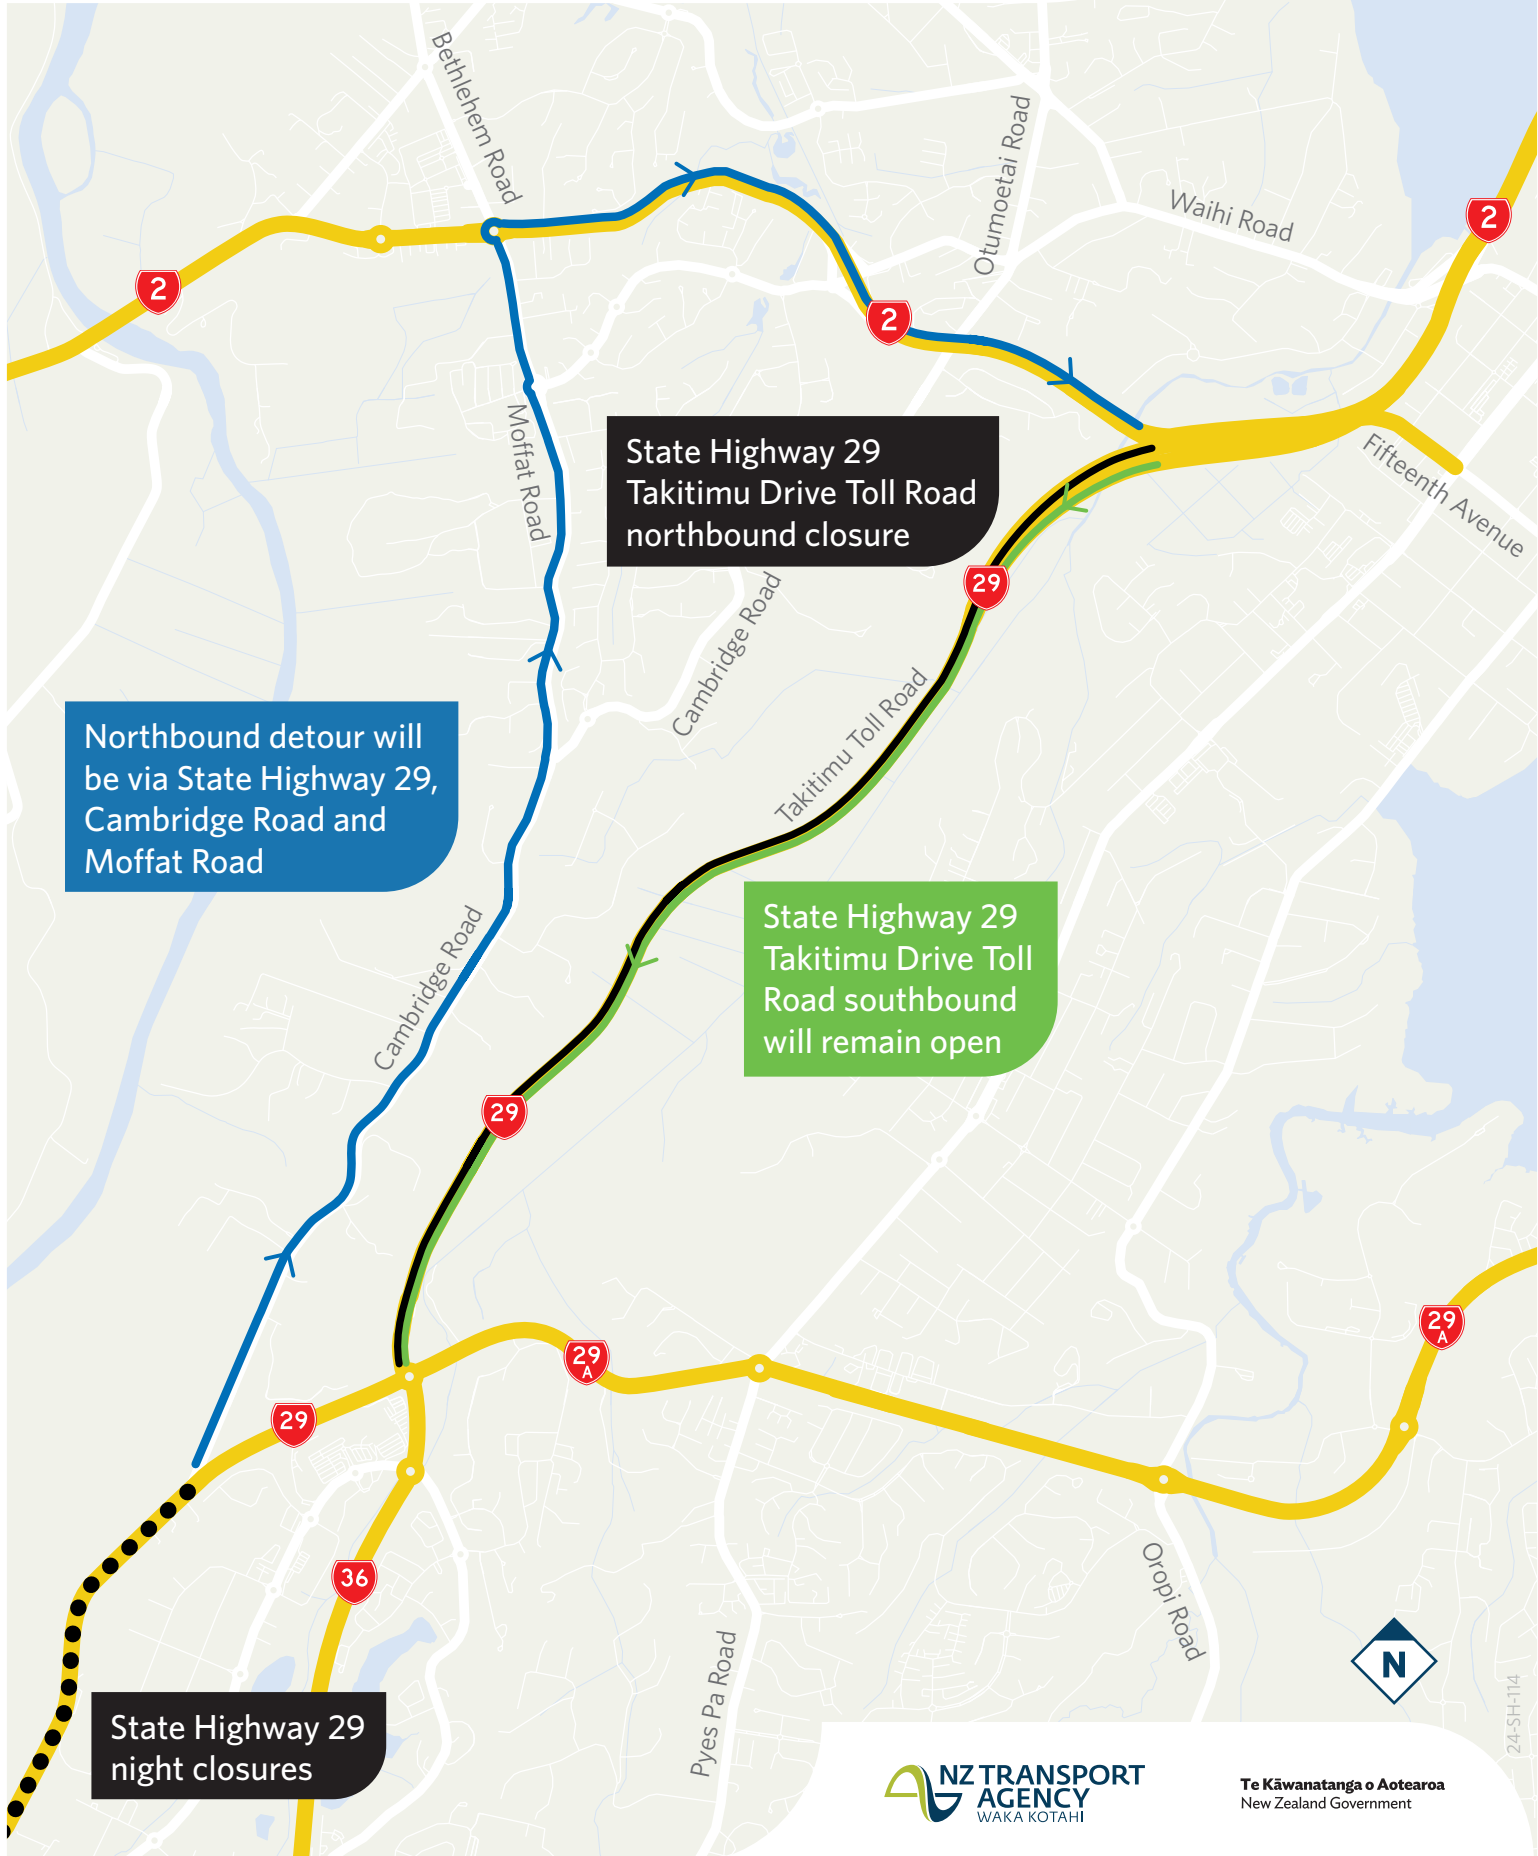 Bethlehem Road
Otumoetai Road
Waihi Road
2
2
2
Moffat Road
State Highway 29
Takitimu Drive Toll Road
northbound closure
Fifteenth Avenue
29
Cambridge Road
Takitimu Toll Road
Northbound detour will
be via State Highway 29,
Cambridge Road and
Moffat Road
State Highway 29
Takitimu Drive Toll
Road southbound
will remain open
Cambridge Road
29
29
A
29
A
29
36
Oropi Road
Pyes Pa Road
N
State Highway 29
night closures
24-SH-114
NZ TRANSPORT
AGENCY
WAKA KOTAHI
Te Kāwanatanga o Aotearoa
New Zealand Government